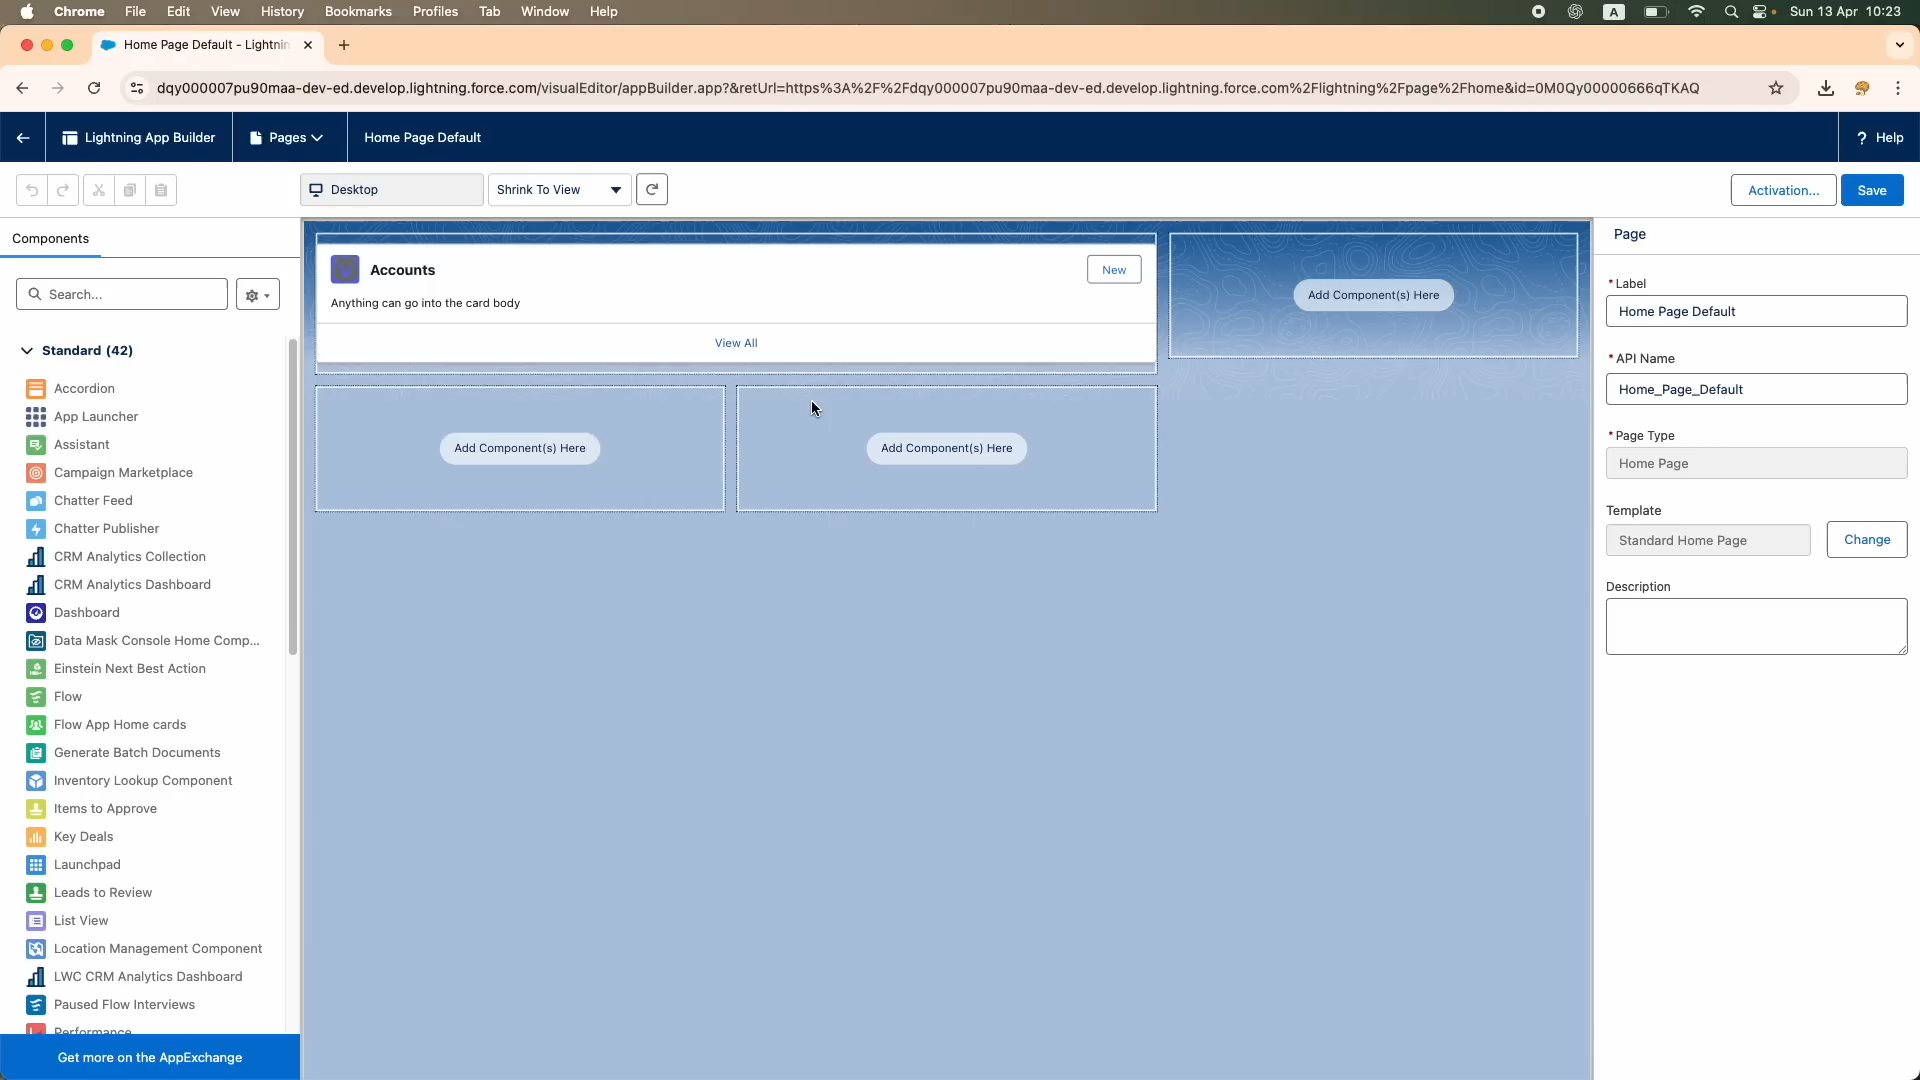 Chrome File Edit View History Bookmarks Profiles Tab Window Help
A
Sun 13 Apr 10:23
Home Page Default - Lightnin
dqy000007pu90maa-dev-ed.develop.lightning.force.com/visualEditor/appBuilder.app?&retUrl=https%3A%2F%2Fdqy000007pu90maa-dev-ed.develop.lightning.force.com%2Flightning%2Fpage%2Fhome&id=0M0Qy00000666qTKAQ
Lightning App Builder
Pages
Home Page Default
? Help
Desktop
Shrink To View
Activation...
Save
Components
Search...
Standard (42)
Accordion
App Launcher
Assistant
Campaign Marketplace
Chatter Feed
Chatter Publisher
CRM Analytics Collection
CRM Analytics Dashboard
Dashboard
Data Mask Console Home Comp...
Einstein Next Best Action
Flow
Flow App Home cards
Generate Batch Documents
Inventory Lookup Component
Items to Approve
Key Deals
Launchpad
Leads to Review
List View
Location Management Component
LWC CRM Analytics Dashboard
Paused Flow Interviews
Performance
Get more on the AppExchange
Accounts
New
Anything can go into the card body
View All
Add Component(s) Here
Add Component(s) Here
Add Component(s) Here
Page
* Label
Home Page Default
* API Name
Home_Page_Default
* Page Type
Home Page
Template
Standard Home Page
Change
Description